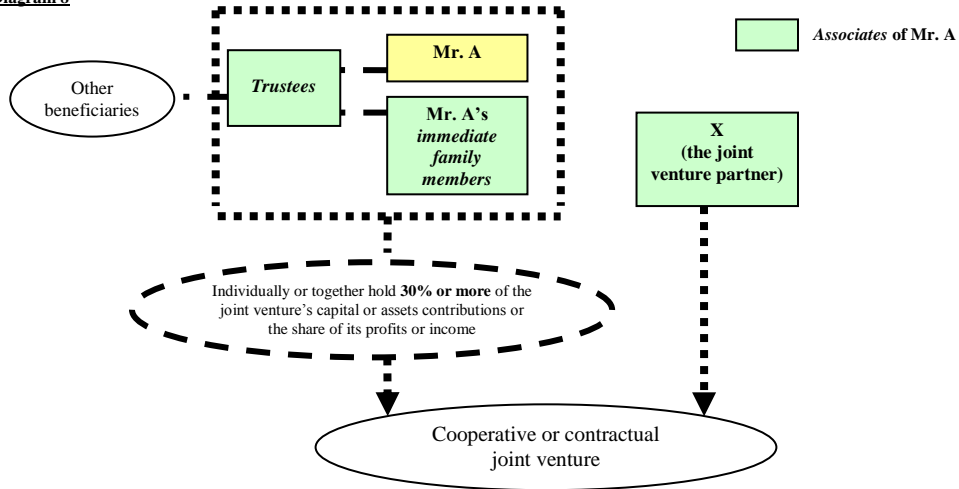 Diagram 8
Associates of Mr. A
Mr. A
Trustees
Other
beneficiaries
Mr. A’s
immediate
family
members
X
(the joint
venture partner)
Individually or together hold 30% or more of the
joint venture’s capital or assets contributions or
the share of its profits or income
Cooperative or contractual
joint venture